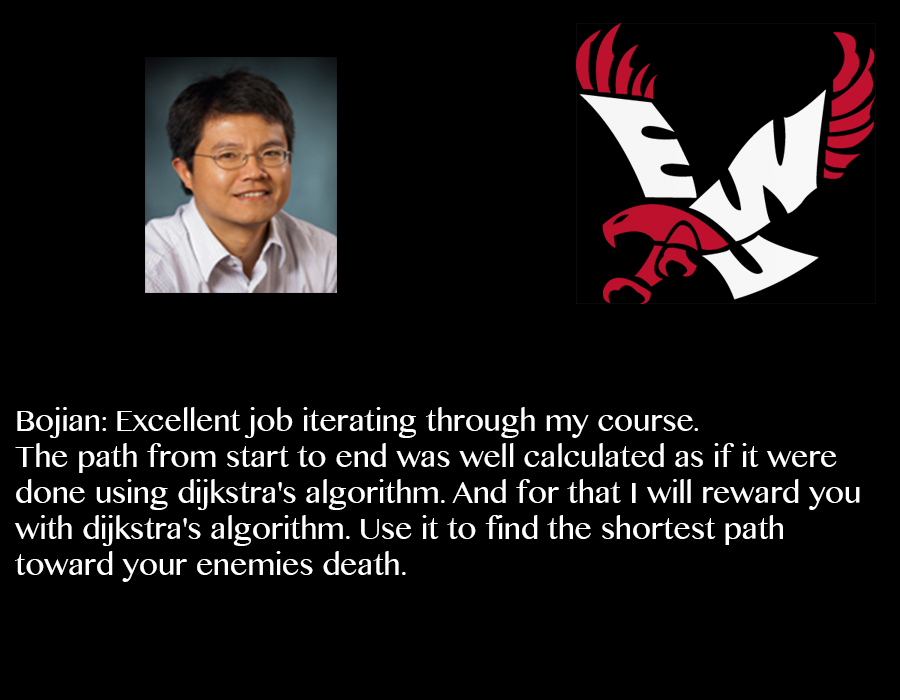 EWU
Bojian: Excellent job iterating through my course.
The path from start to end was well calculated as if it were
done using dijkstra's algorithm. And for that I will reward you
with dijkstra's algorithm. Use it to find the shortest path
toward your enemies death.